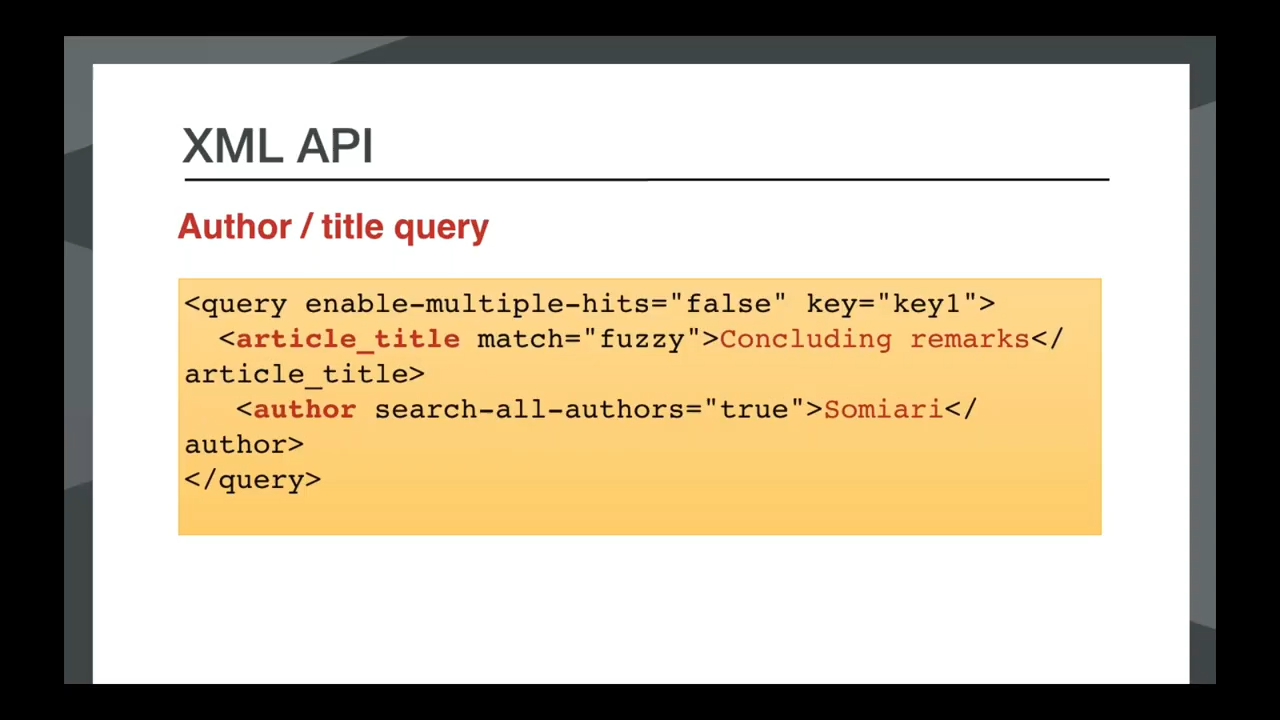 XML API
Author / title query
<query enable-multiple-hits="false" key="key1">
  <article_title match="fuzzy">Concluding remarks</
article_title>
   <author search-all-authors="true">Somiari</
author>
</query>